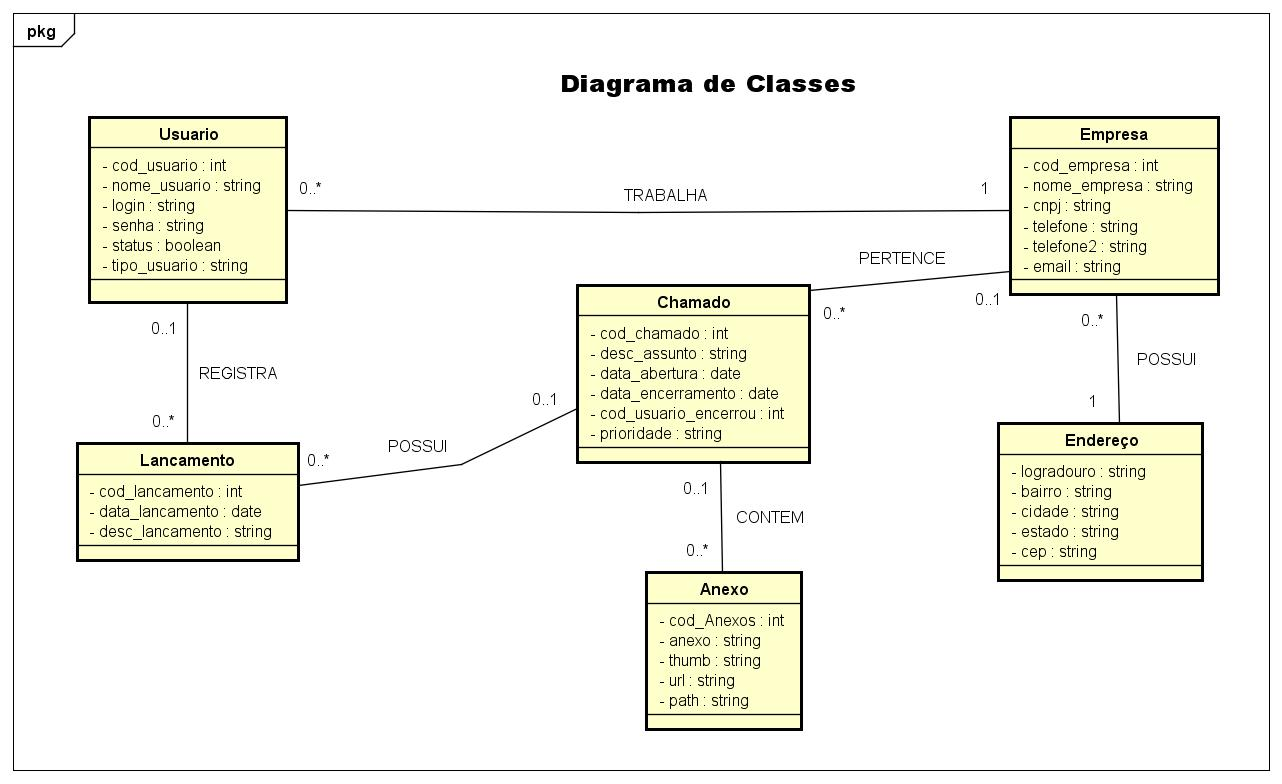 pkg
Diagrama de Classes
Usuario
- cod_usuario : int
- nome_usuario : string
- login : string
- senha : string
- status : boolean
- tipo_usuario : string
0..*
TRABALHA
1
Empresa
- cod_empresa : int
- nome_empresa : string
- cnpj : string
- telefone : string
- telefone2 : string
- email : string
PERTENCE
0..*
0..1
Chamado
- cod_chamado : int
- desc_assunto : string
- data_abertura : date
- data_encerramento : date
- cod_usuario_encerrou : int
- prioridade : string
0..1
REGISTRA
0..*
0..*
POSSUI
1
0..1
POSSUI
0..*
Lancamento
- cod_lancamento : int
- data_lancamento : date
- desc_lancamento : string
Endereço
- logradouro : string
- bairro : string
- cidade : string
- estado : string
- cep : string
0..1
CONTEM
0..*
Anexo
- cod_Anexos : int
- anexo : string
- thumb : string
- url : string
- path : string